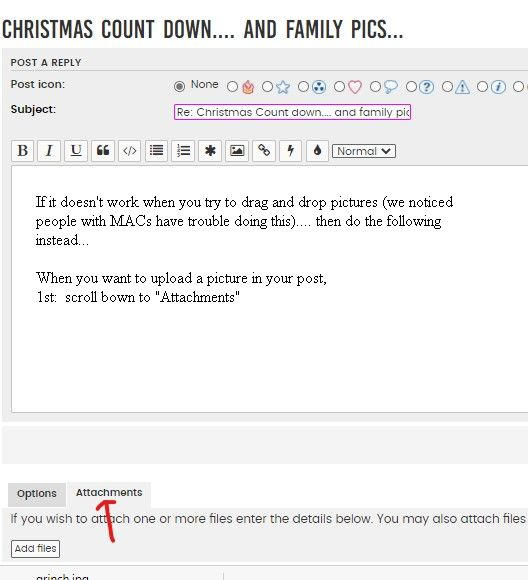 CHRISTMAS COUNT DOWN.... AND FAMILY PICS...
POST A REPLY
Post icon: None
Subject: Re: Christmas Count down.... and family pic
B I U </> Normal
If it doesn't work when you try to drag and drop pictures (we noticed
people with MACs have trouble doing this).... then do the following
instead...
When you want to upload a picture in your post,
1st: scroll bown to "Attachments"
Options Attachments
If you wish to attach one or more files enter the details below. You may also attach files
Add files
grinch.jpg